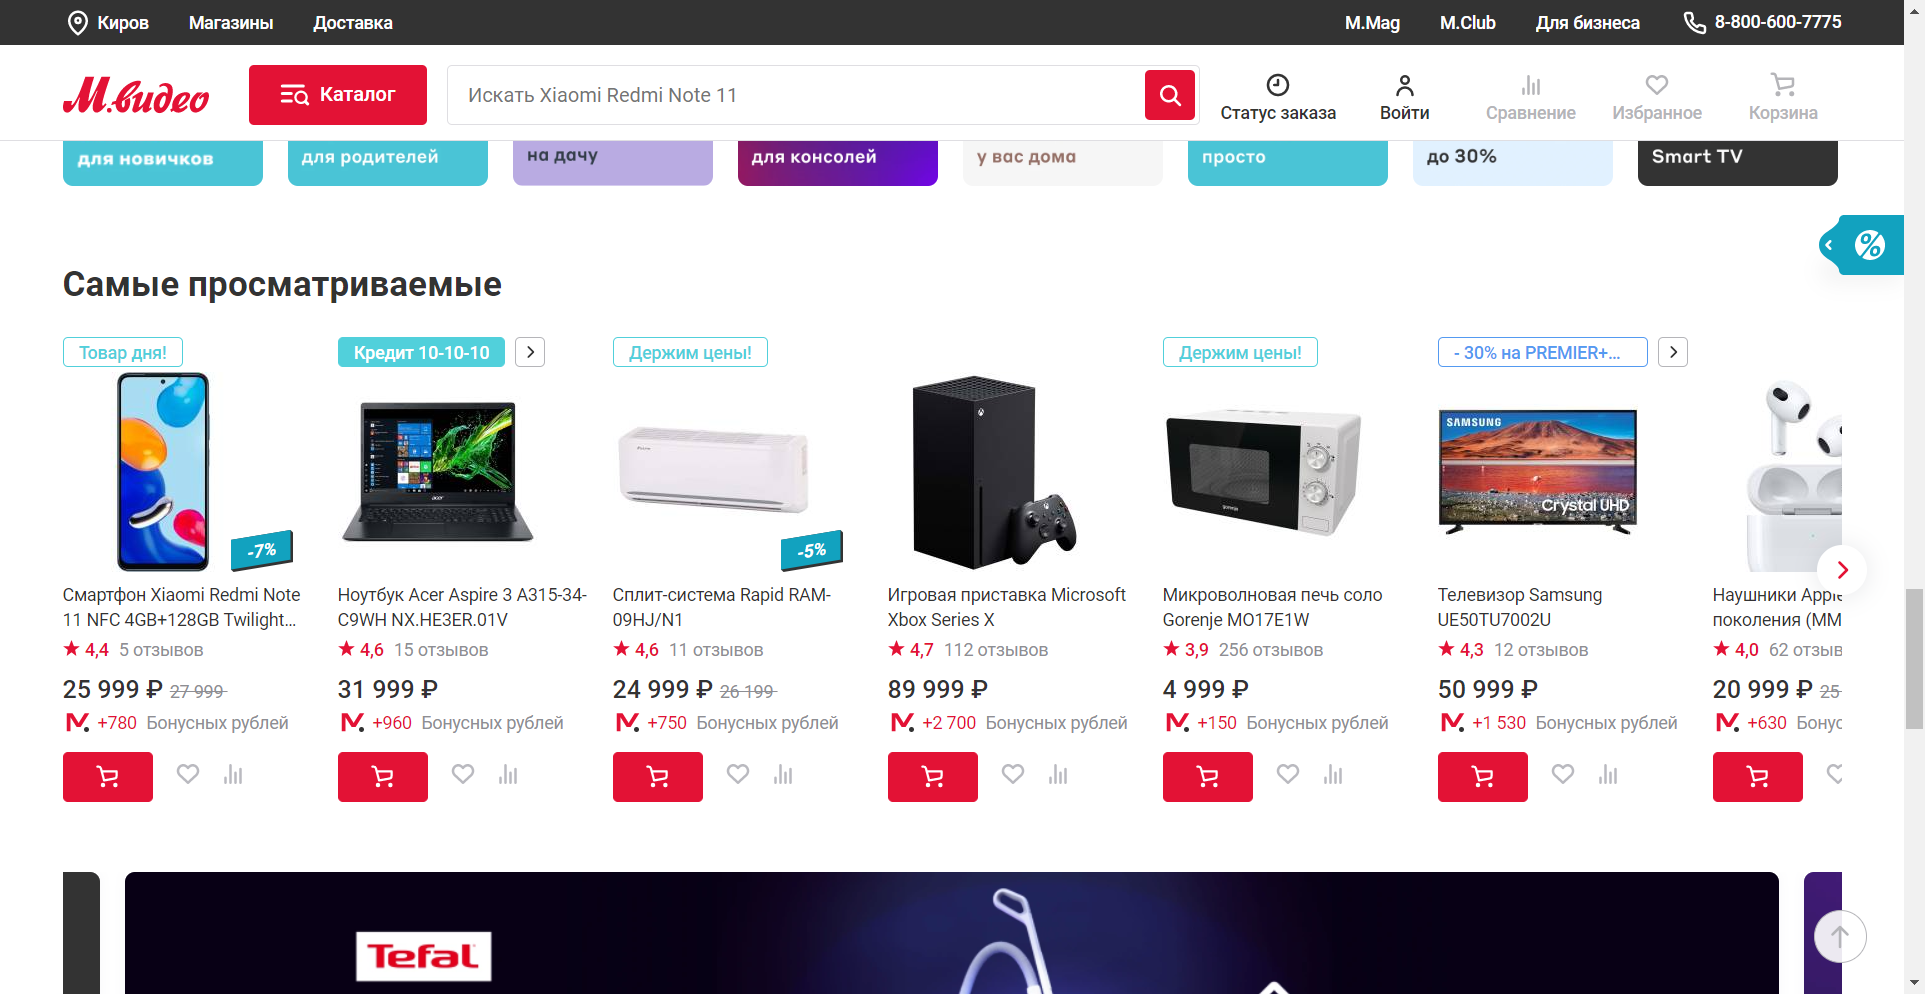 Киров Магазины Доставка M.Mag M.Club Для бизнеса 8-800-600-7775
М.видео Каталог Искать Xiaomi Redmi Note 11 Статус заказа Войти Сравнение Избранное Корзина
для новичков для родителей на дачу для консолей у вас дома просто до 30% Smart TV
%
Самые просматриваемые
Товар дня!
-7%
Смартфон Xiaomi Redmi Note
11 NFC 4GB+128GB Twilight...
4,4 5 отзывов
25 999 ₽ 27 999
+780 Бонусных рублей
Кредит 10-10-10
acer
Ноутбук Acer Aspire 3 A315-34-
C9WH NX.HE3ER.01V
4,6 15 отзывов
31 999 ₽
+960 Бонусных рублей
Держим цены!
-5%
Сплит-система Rapid RAM-
09HJ/N1
4,6 11 отзывов
24 999 ₽ 26 199
+750 Бонусных рублей
Игровая приставка Microsoft
Xbox Series X
4,7 112 отзывов
89 999 ₽
+2 700 Бонусных рублей
Держим цены!
gorenje
Микроволновая печь соло
Gorenje MO17E1W
3,9 256 отзывов
4 999 ₽
+150 Бонусных рублей
- 30% на PREMIER+...
SAMSUNG
Crystal UHD
Телевизор Samsung
UE50TU7002U
4,3 12 отзывов
50 999 ₽
+1 530 Бонусных рублей
Наушники Apple
поколения (MM
4,0 62 отзыв
20 999 ₽ 25
+630 Бонус
Tefal